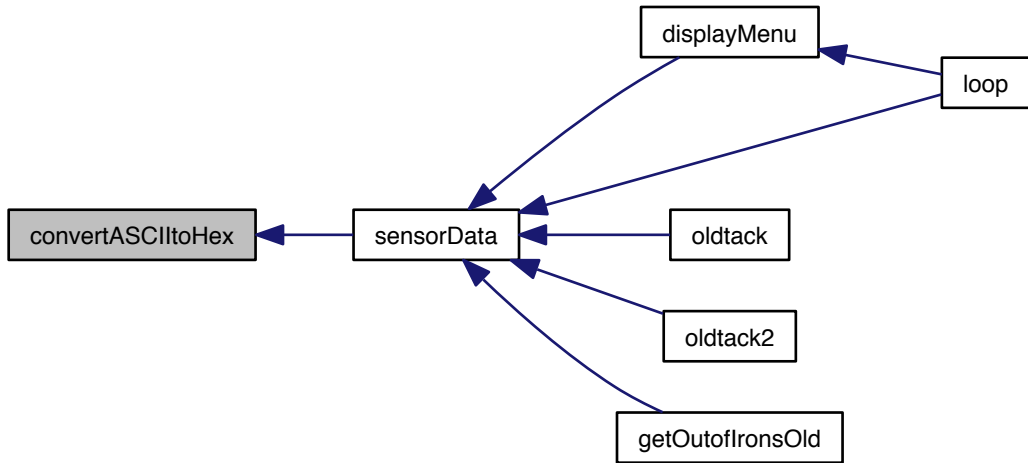 displayMenu
loop
convertASCIItoHex
sensorData
oldtack
oldtack2
getOutofIronsOld